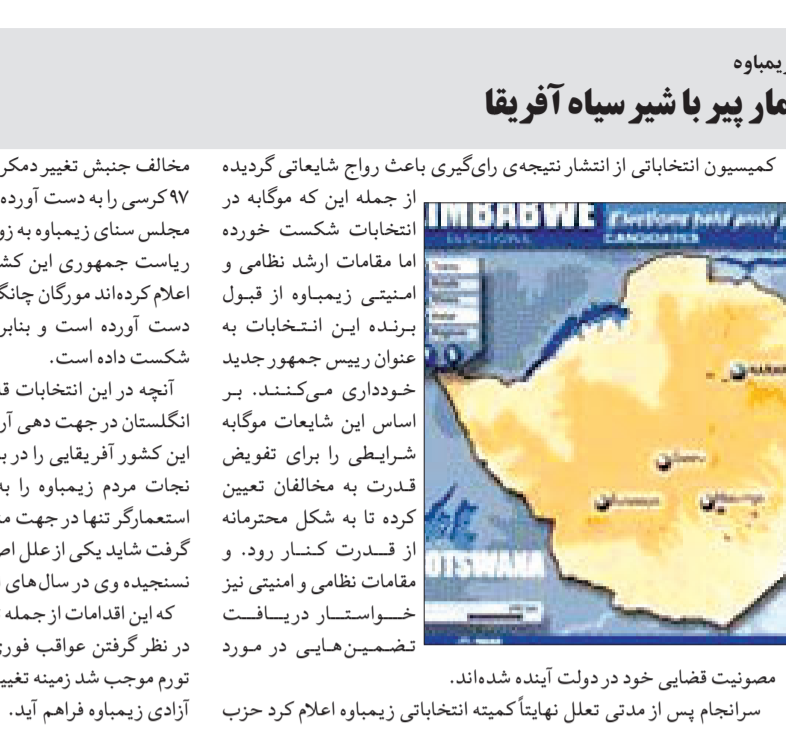 زیمباوه
مار پیر با شیر سیاه آفریقا
کمیسیون انتخاباتی از انتشار نتیجه‌ی رای‌گیری باعث رواج شایعاتی گردیده
از جمله این که موگابه در
انتخابات شکست خورده
اما مقامات ارشد نظامی و
امنیتی زیمباوه از قبول
برنده این انتخابات به
عنوان رییس جمهور جدید
خودداری می‌کنند. بر
اساس این شایعات موگابه
شرایطی را برای تفویض
قدرت به مخالفان تعیین
کرده تا به شکل محترمانه
از قدرت کنار رود. و
مقامات نظامی و امنیتی نیز
خواستار دریافت
تضمین‌هایی در مورد
مصونیت قضایی خود در دولت آینده شده‌اند.
سرانجام پس از مدتی تعلل نهایتاً کمیته انتخاباتی زیمباوه اعلام کرد حزب
مخالف جنبش تغییر دمکر
۹۷ کرسی را به دست آورده
مجلس سنای زیمباوه به زو
ریاست جمهوری این کش
اعلام کرده‌اند مورگان چانگ
دست آورده است و بنابر
شکست داده است.
آنچه در این انتخابات ق
انگلستان در جهت دهی آر
این کشور آفریقایی را در ب
نجات مردم زیمباوه را به
استعمارگر تنها در جهت من
گرفت شاید یکی از علل اص
نسنجیده وی در سال‌های
که این اقدامات از جمله
در نظر گرفتن عواقب فور
تورم موجب شد زمینه تغیی
آزادی زیمباوه فراهم آید.
IMBABWE
Elections held amid
ELECTIONS
CANDIDATES
OTSWANA